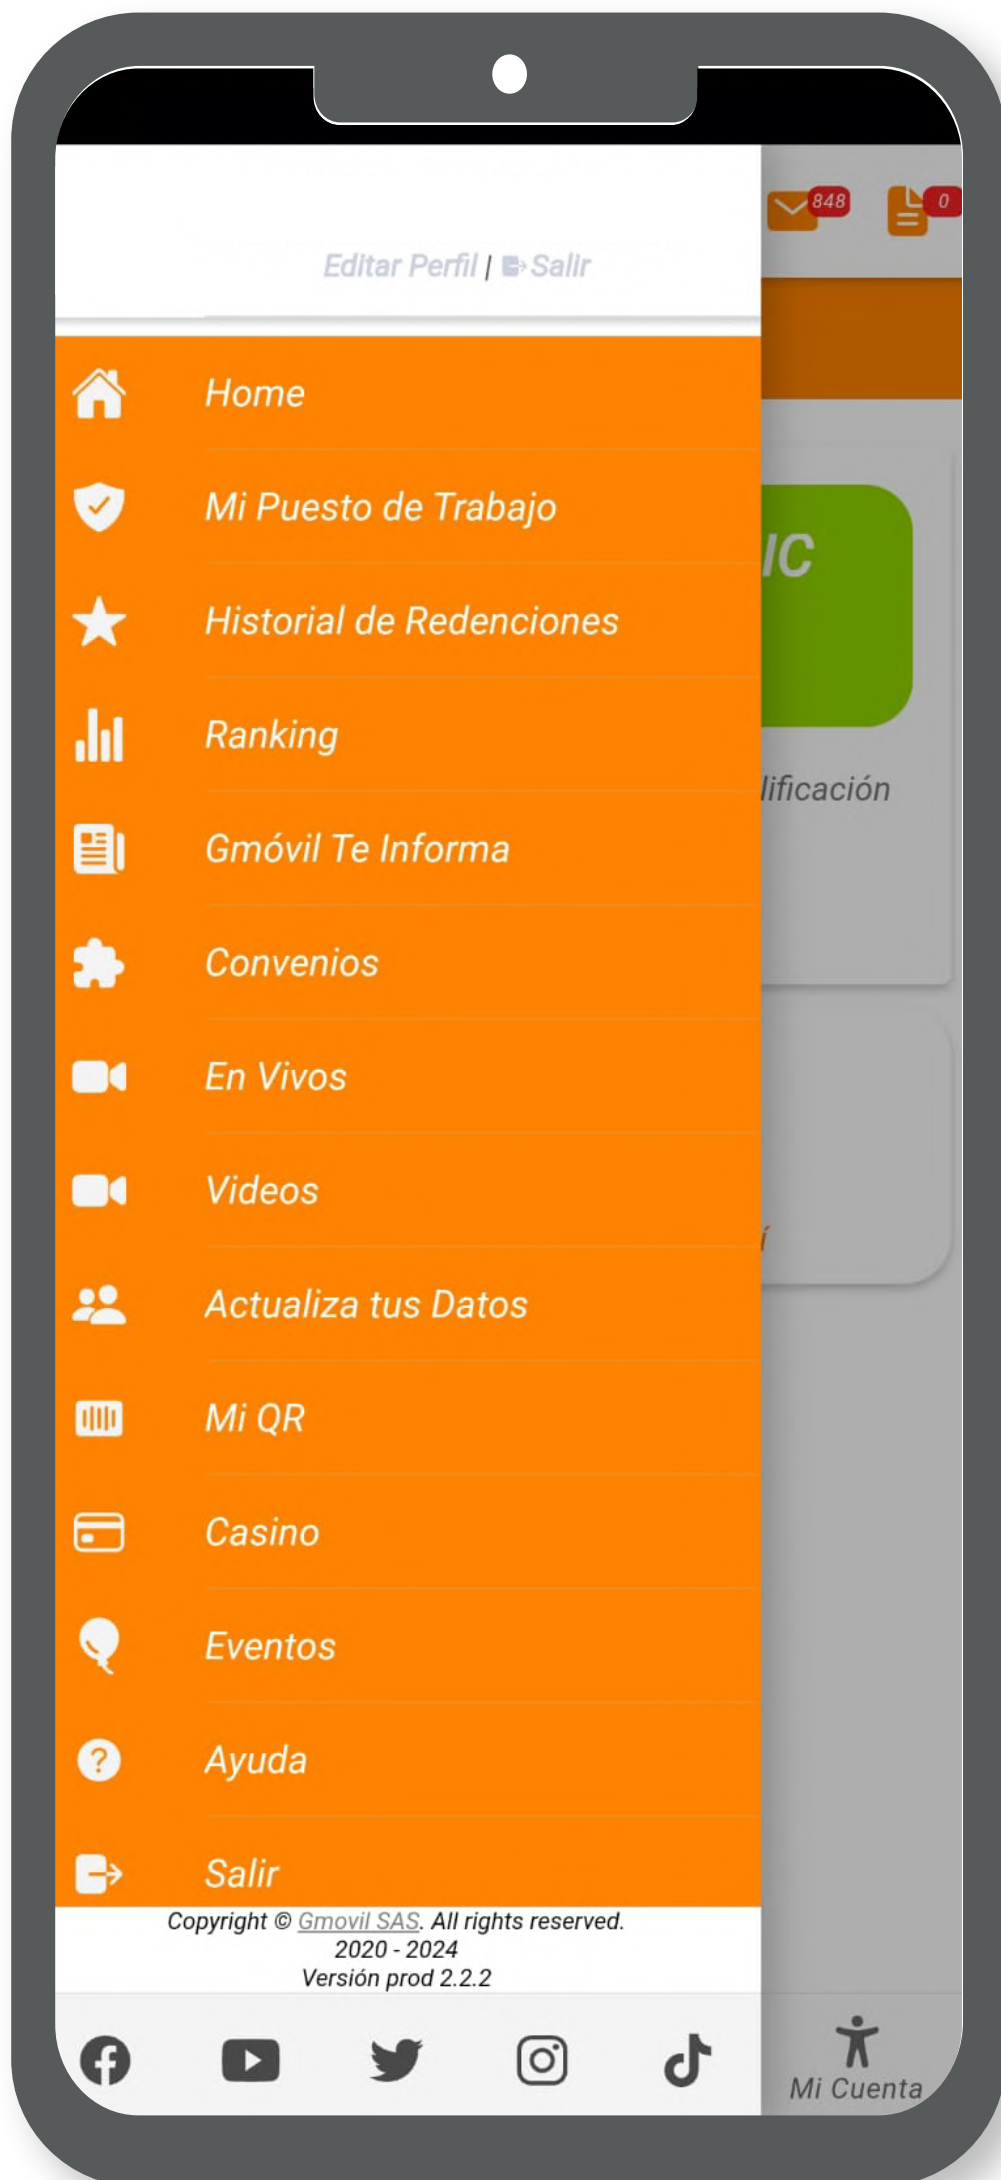 848
0
Editar Perfil | Salir
Home
Mi Puesto de Trabajo
IC
Historial de Redenciones
Ranking
lificación
Gmóvil Te Informa
Convenios
En Vivos
Videos
í
Actualiza tus Datos
Mi QR
Casino
Eventos
Ayuda
Salir
Copyright © Gmovil SAS. All rights reserved.
2020 - 2024
Versión prod 2.2.2
Mi Cuenta